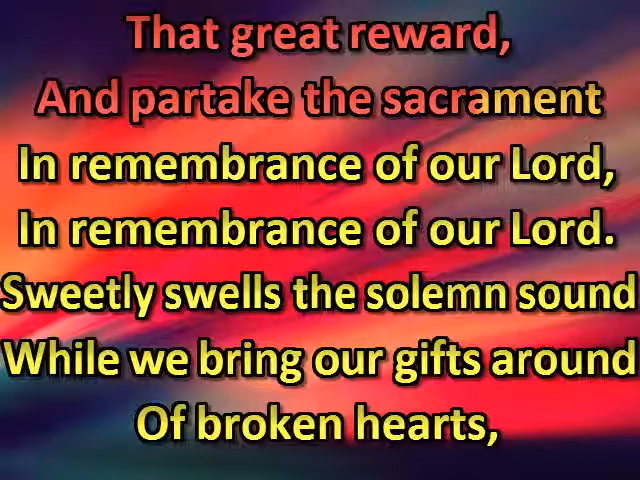 That great reward,
And partake the sacrament
In remembrance of our Lord,
In remembrance of our Lord.
Sweetly swells the solemn sound
While we bring our gifts around
Of broken hearts,